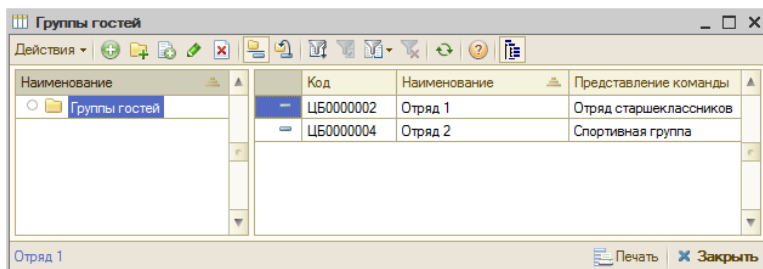 Группы гостей
Действия
Наименование
Группы гостей
Код Наименование Представление команды
ЦБ0000002 Отряд 1 Отряд старшеклассников
ЦБ0000004 Отряд 2 Спортивная группа
Отряд 1 Печать Закрыть